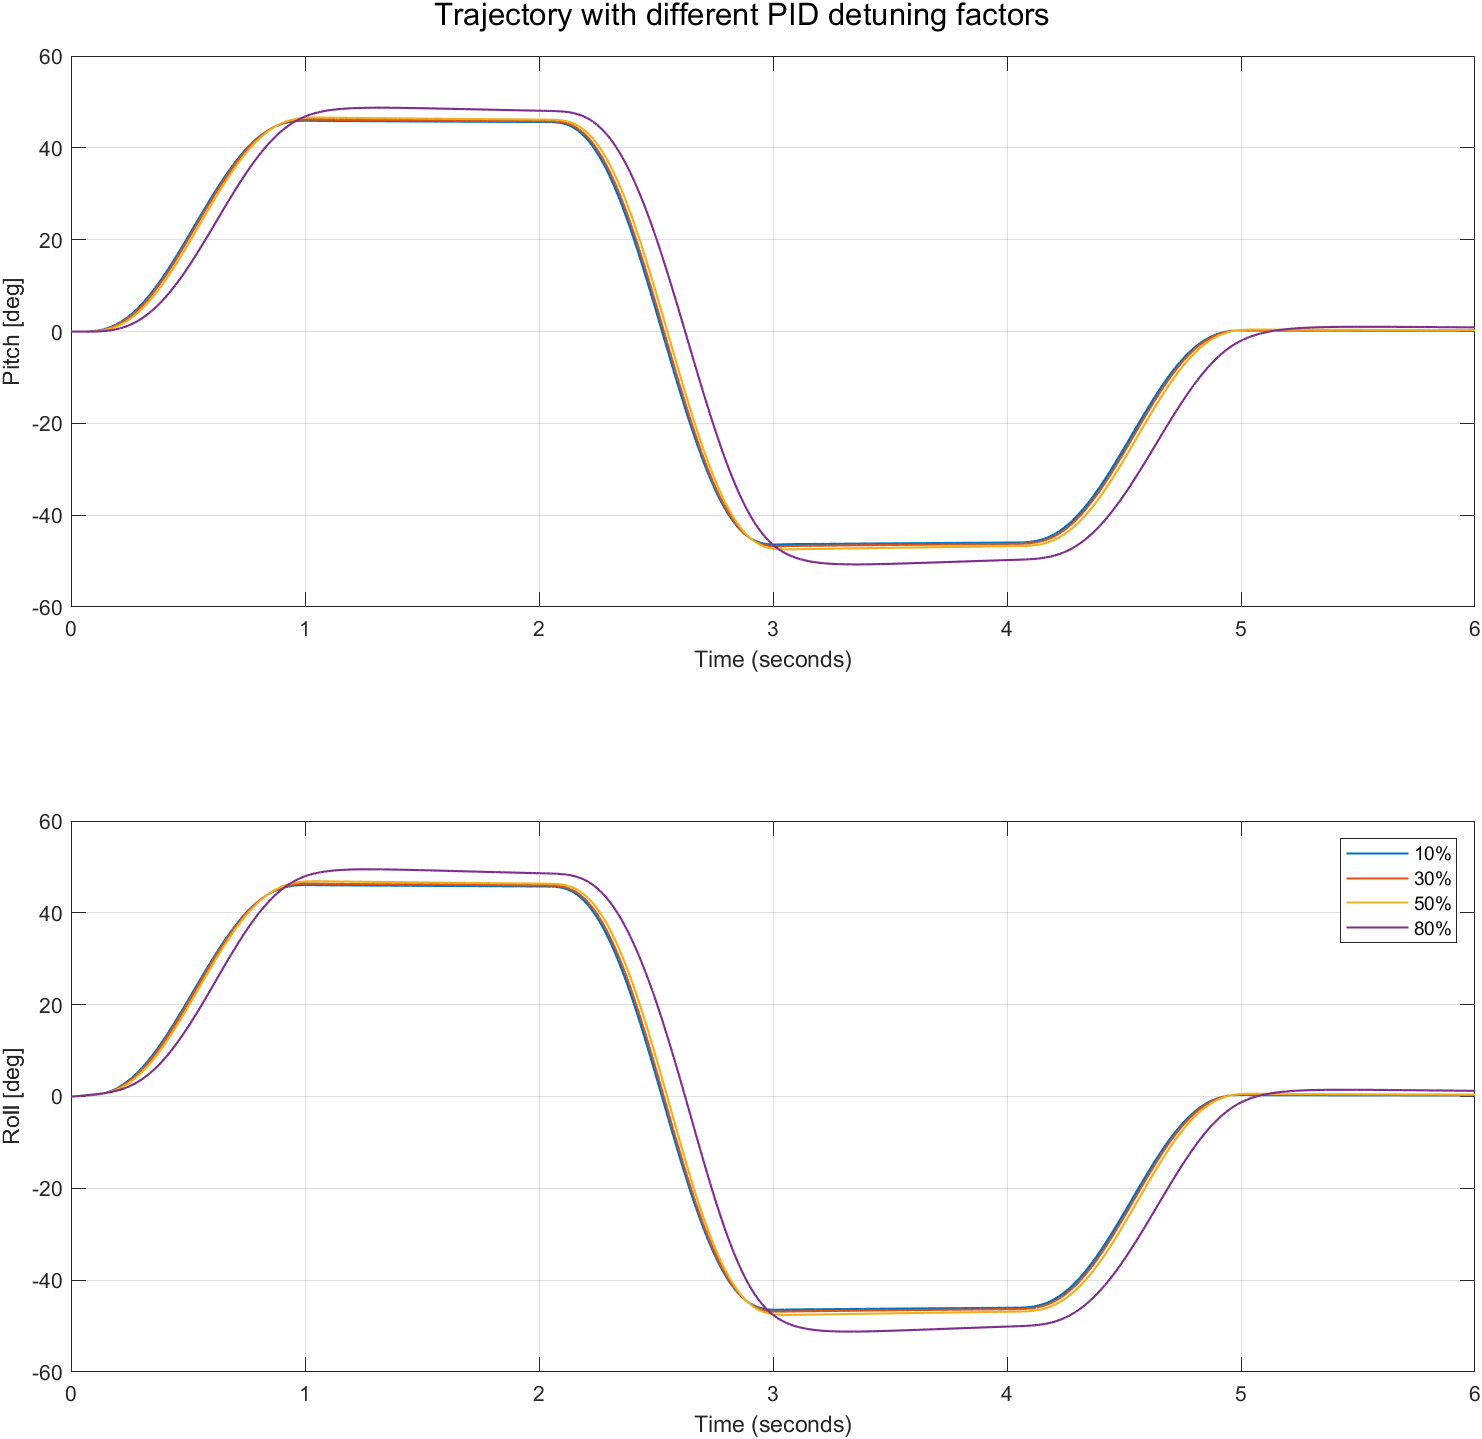 Trajectory with different PID detuning factors
60
40
20
0
-20
-40
-60
Pitch [deg]
0 1 2 3 4 5 6
Time (seconds)
60
40
20
0
-20
-40
-60
Roll [deg]
10%
30%
50%
80%
0 1 2 3 4 5 6
Time (seconds)